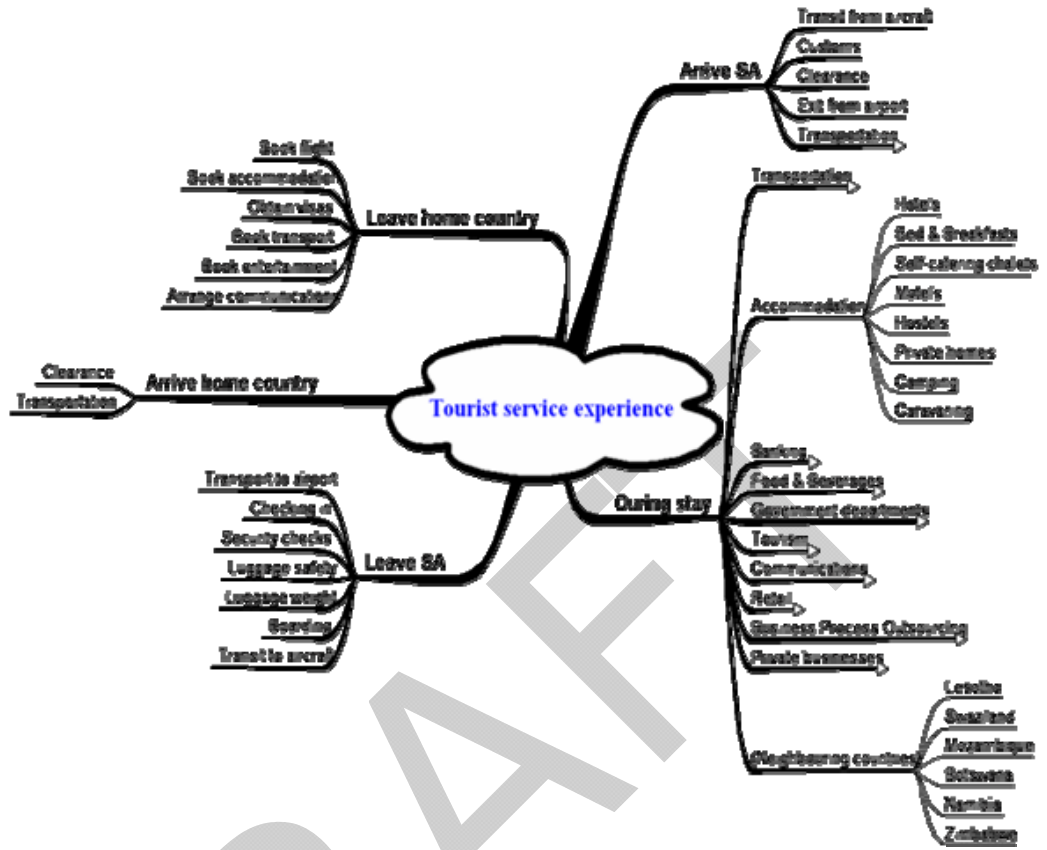 Tourist service experience
Arrive SA
Transit from aircraft
Customs
Clearance
Exit from airport
Transportation
Leave home country
Book flight
Book accommodation
Obtain visas
Book transport
Book entertainment
Arrange communications
Arrive home country
Clearance
Transportation
Leave SA
Transport to airport
Checking in
Security checks
Luggage safety
Luggage weight
Boarding
Transit to aircraft
During stay
Transportation
Accommodation
Hotels
Bed & Breakfasts
Self-catering chalets
Motels
Hostels
Private homes
Camping
Caravaning
Banking
Food & Beverages
Government departments
Tourism
Communications
Retail
Business Process Outsourcing
Private businesses
Neighbouring countries
Lesotho
Swaziland
Mozambique
Botswana
Namibia
Zimbabwe
DRAFT